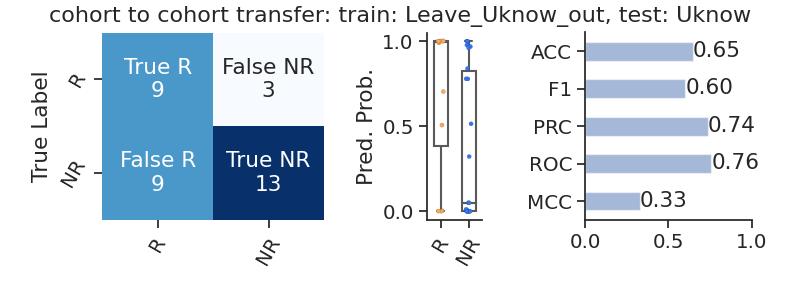 cohort to cohort transfer: train: Leave_Uknow_out, test: Uknow
True Label
R
NR
True R
9
False NR
3
False R
9
True NR
13
R
NR
Pred. Prob.
1.0
0.5
0.0
R
NR
ACC
0.65
F1
0.60
PRC
0.74
ROC
0.76
MCC
0.33
0.0
0.5
1.0